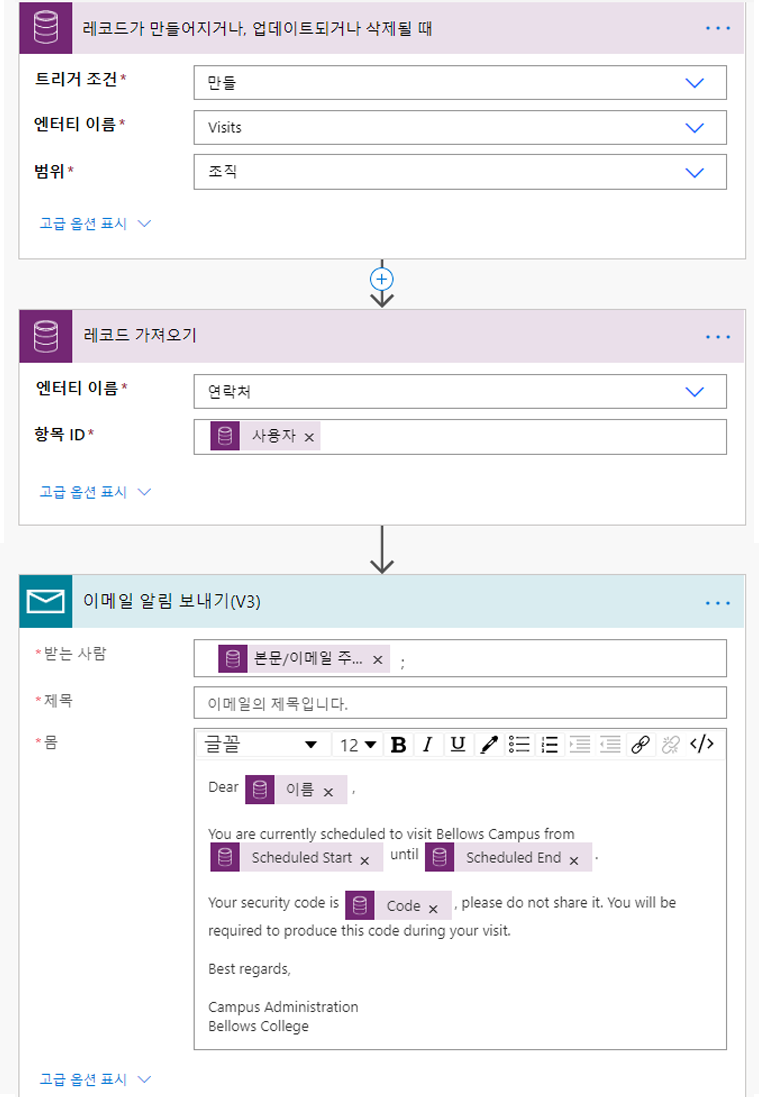 레코드가 만들어지거나, 업데이트되거나 삭제될 때
트리거 조건*
만들
엔터티 이름*
Visits
범위*
조직
고급 옵션 표시
레코드 가져오기
엔터티 이름*
연락처
항목 ID*
사용자 ×
고급 옵션 표시
이메일 알림 보내기(V3)
*받는 사람
본문/이메일 주... × ;
*제목
이메일의 제목입니다.
*몸
글꼴 12 B I U </>
Dear 이름 × ,
You are currently scheduled to visit Bellows Campus from
Scheduled Start × until Scheduled End × .
Your security code is Code × , please do not share it. You will be
required to produce this code during your visit.
Best regards,
Campus Administration
Bellows College
고급 옵션 표시